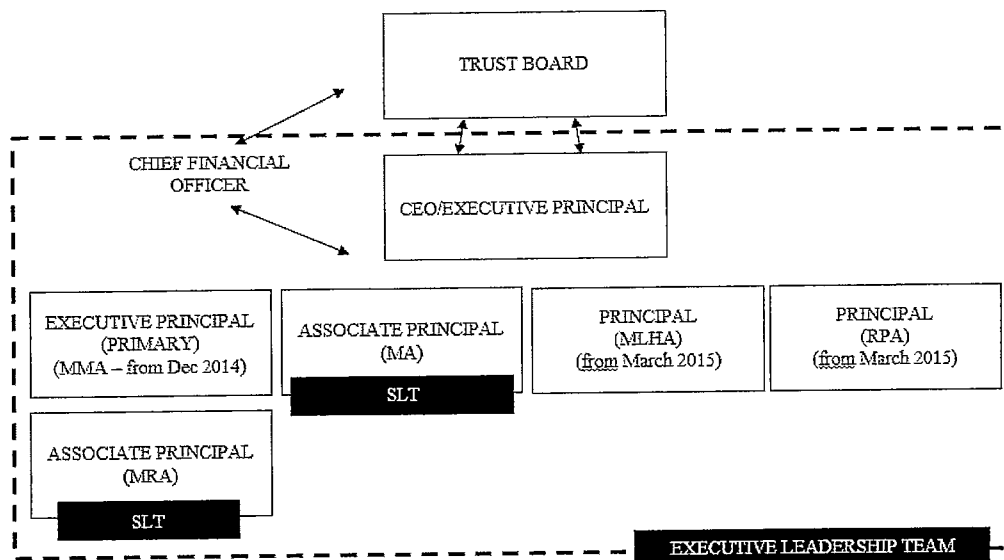 TRUST BOARD
CHIEF FINANCIAL
OFFICER
CEO/EXECUTIVE PRINCIPAL
EXECUTIVE PRINCIPAL
(PRIMARY)
(MMA – from Dec 2014)
ASSOCIATE PRINCIPAL
(MA)
SLT
PRINCIPAL
(MLHA)
(from March 2015)
PRINCIPAL
(RPA)
(from March 2015)
ASSOCIATE PRINCIPAL
(MRA)
SLT
EXECUTIVE LEADERSHIP TEAM